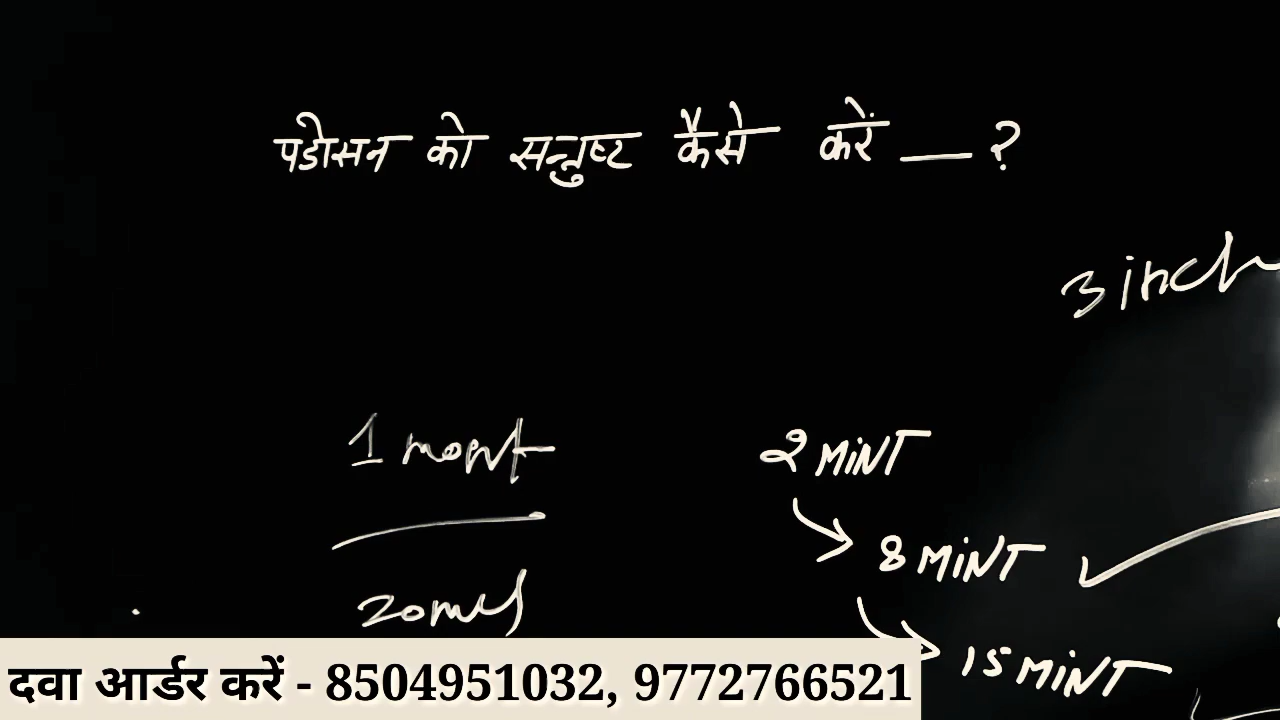 पडोसन को सन्तुष्ट कैसे करें — ?
3 inch
1 mont
2 MiNT
8 MiNT
20
15 MiNT
दवा आर्डर करें - 8504951032, 9772766521